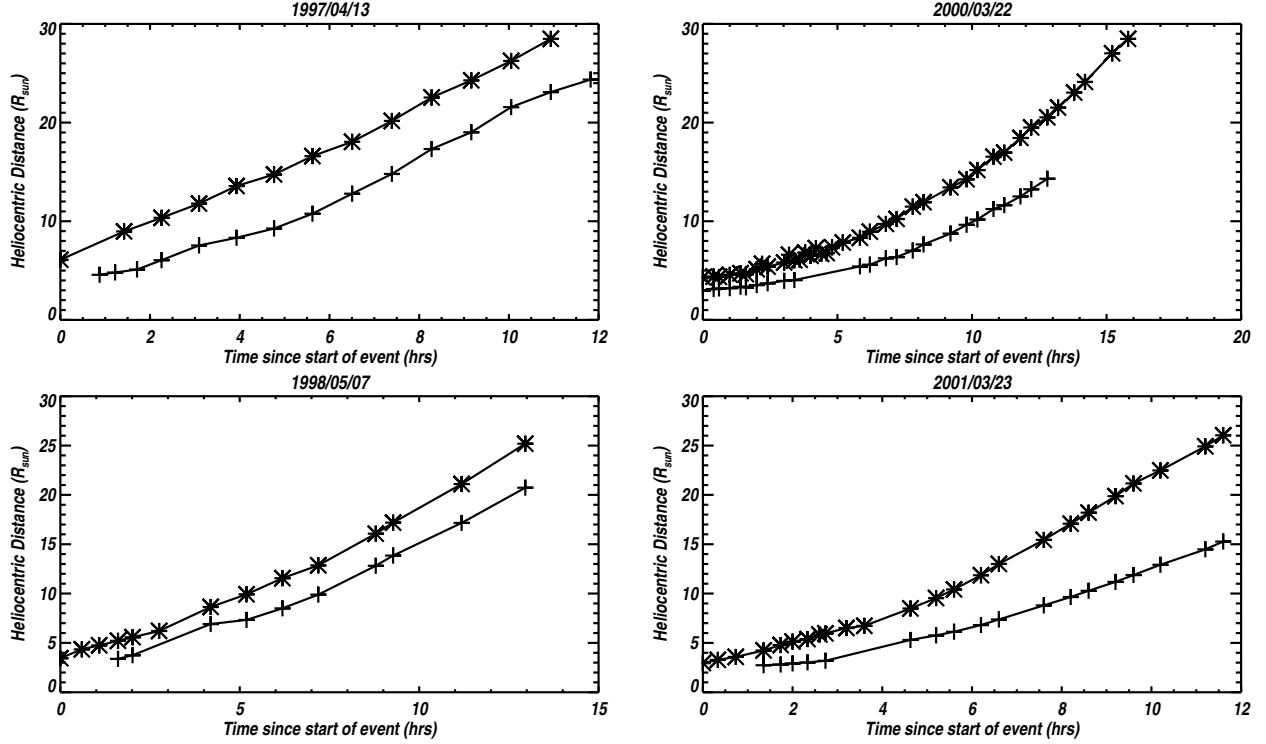 1997/04/13
30
20
10
0
Heliocentric Distance (Rsun)
0 2 4 6 8 10 12
Time since start of event (hrs)
2000/03/22
30
20
10
0
Heliocentric Distance (Rsun)
0 5 10 15 20
Time since start of event (hrs)
1998/05/07
30
25
20
15
10
5
0
Heliocentric Distance (Rsun)
0 5 10 15
Time since start of event (hrs)
2001/03/23
30
25
20
15
10
5
0
Heliocentric Distance (Rsun)
0 2 4 6 8 10 12
Time since start of event (hrs)